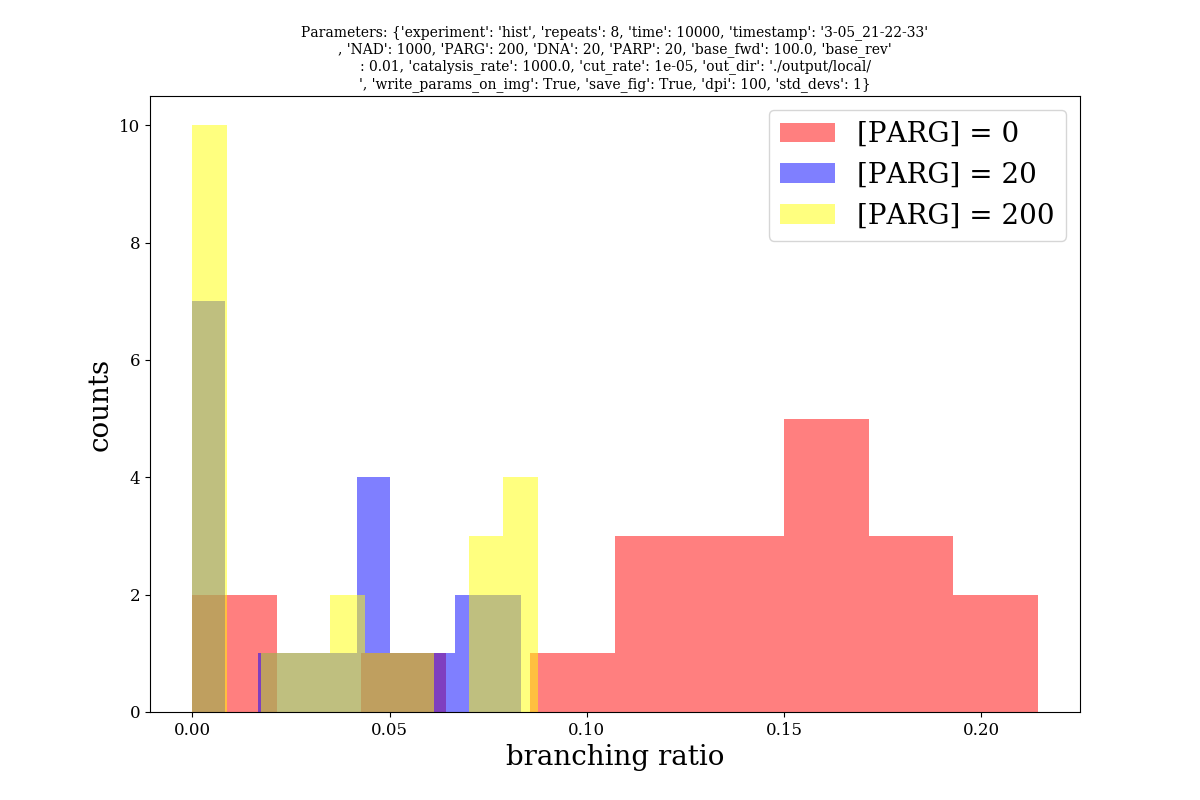 Parameters: {'experiment': 'hist', 'repeats': 8, 'time': 10000, 'timestamp': '3-05_21-22-33'
, 'NAD': 1000, 'PARG': 200, 'DNA': 20, 'PARP': 20, 'base_fwd': 100.0, 'base_rev'
: 0.01, 'catalysis_rate': 1000.0, 'cut_rate': 1e-05, 'out_dir': './output/local/
', 'write_params_on_img': True, 'save_fig': True, 'dpi': 100, 'std_devs': 1}
[PARG] = 0
[PARG] = 20
[PARG] = 200
counts
10
8
6
4
2
0
0.00
0.05
0.10
0.15
0.20
branching ratio